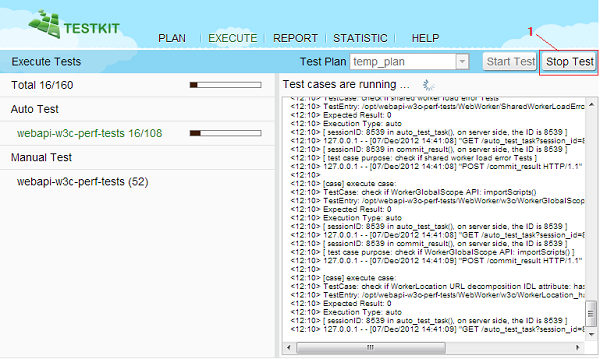 TESTKIT
PLAN EXECUTE REPORT STATISTIC HELP
1
Execute Tests
Test Plan temp_plan Start Test Stop Test
Total 16/160
Auto Test
webapi-w3c-perf-tests 16/108
Manual Test
webapi-w3c-perf-tests (52)
Test cases are running ...
<12:10> TestCase: check if shared worker load error Tests
<12:10> TestEntry: /opt/webapi-w3c-perf-tests/WebWorker/SharedWorkerLoadErro
<12:10> Expected Result: 0
<12:10> Execution Type: auto
<12:10> [ sessionID: 8539 in auto_test_task(), on server side, the ID is 8539 ]
<12:10> 127.0.0.1 - - [07/Dec/2012 14:41:08] "GET /auto_test_task?session_id=8
<12:10> [ sessionID: 8539 in commit_result(), on server side, the ID is 8539 ]
<12:10> [ test case purpose: check if shared worker load error Tests ]
<12:10> 127.0.0.1 - - [07/Dec/2012 14:41:08] "POST /commit_result HTTP/1.1"
<12:10>
<12:10> [case] execute case:
<12:10> TestCase: check if WorkerGlobalScope API: importScripts()
<12:10> TestEntry: /opt/webapi-w3c-perf-tests/WebWorker/w3c/WorkerGlobalScop
<12:10> Expected Result: 0
<12:10> Execution Type: auto
<12:10> [ sessionID: 8539 in auto_test_task(), on server side, the ID is 8539 ]
<12:10> 127.0.0.1 - - [07/Dec/2012 14:41:08] "GET /auto_test_task?session_id=8
<12:10> [ sessionID: 8539 in commit_result(), on server side, the ID is 8539 ]
<12:10> [ test case purpose: check if WorkerGlobalScope API: importScripts() ]
<12:10> 127.0.0.1 - - [07/Dec/2012 14:41:09] "POST /commit_result HTTP/1.1"
<12:10>
<12:10> [case] execute case:
<12:10> TestCase: check if WorkerLocation URL decomposition IDL attribute: has
<12:10> TestEntry: /opt/webapi-w3c-perf-tests/WebWorker/w3c/WorkerLocation_ha
<12:10> Expected Result: 0
<12:10> Execution Type: auto
<12:10> [ sessionID: 8539 in auto_test_task(), on server side, the ID is 8539 ]
<12:10> 127.0.0.1 - - [07/Dec/2012 14:41:09] "GET /auto_test_task?session_id=8